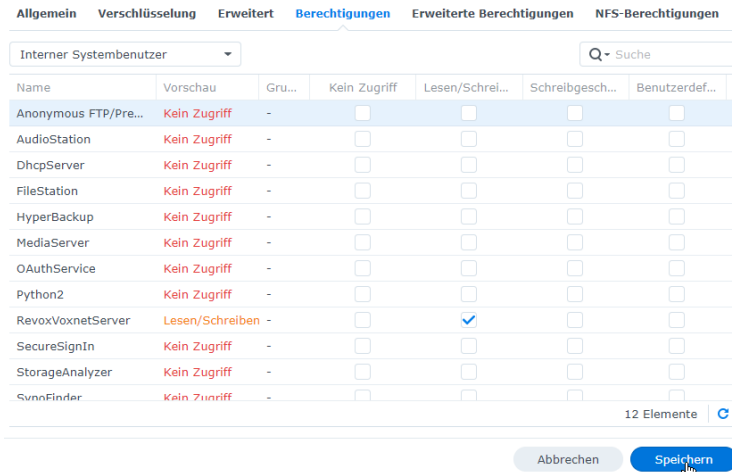 Allgemein Verschlüsselung Erweitert Berechtigungen Erweiterte Berechtigungen NFS-Berechtigungen
Interner Systembenutzer Suche
Name Vorschau Gru... Kein Zugriff Lesen/Schrei... Schreibgesch... Benutzerdef...
Anonymous FTP/Pre... Kein Zugriff -
AudioStation Kein Zugriff -
DhcpServer Kein Zugriff -
FileStation Kein Zugriff -
HyperBackup Kein Zugriff -
MediaServer Kein Zugriff -
OAuthService Kein Zugriff -
Python2 Kein Zugriff -
RevoxVoxnetServer Lesen/Schreiben -
SecureSignIn Kein Zugriff -
StorageAnalyzer Kein Zugriff -
SynoFinder Kein Zugriff -
12 Elemente
Abbrechen Speichern